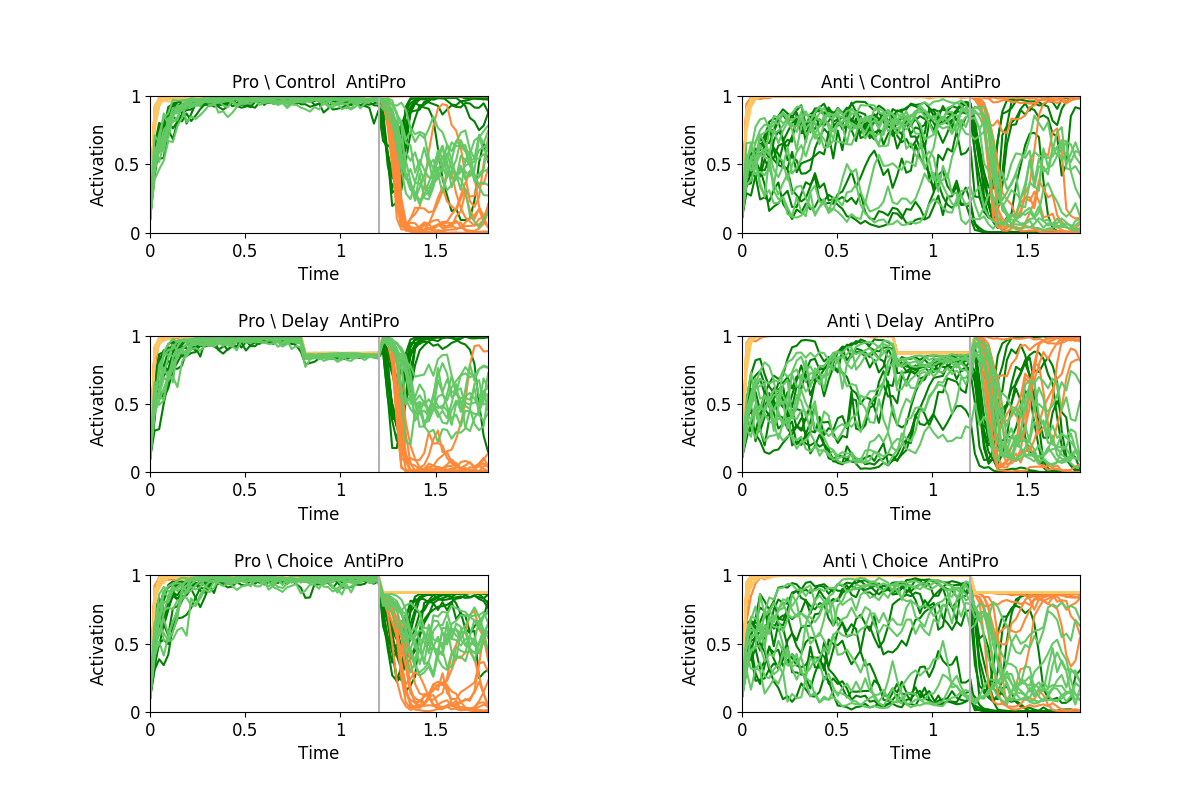 Pro \ Control  AntiPro
1
0.5
0
Activation
0
0.5
1
1.5
Time
Anti \ Control  AntiPro
1
0.5
0
Activation
0
0.5
1
1.5
Time
Pro \ Delay  AntiPro
1
0.5
0
Activation
0
0.5
1
1.5
Time
Anti \ Delay  AntiPro
1
0.5
0
Activation
0
0.5
1
1.5
Time
Pro \ Choice  AntiPro
1
0.5
0
Activation
0
0.5
1
1.5
Time
Anti \ Choice  AntiPro
1
0.5
0
Activation
0
0.5
1
1.5
Time